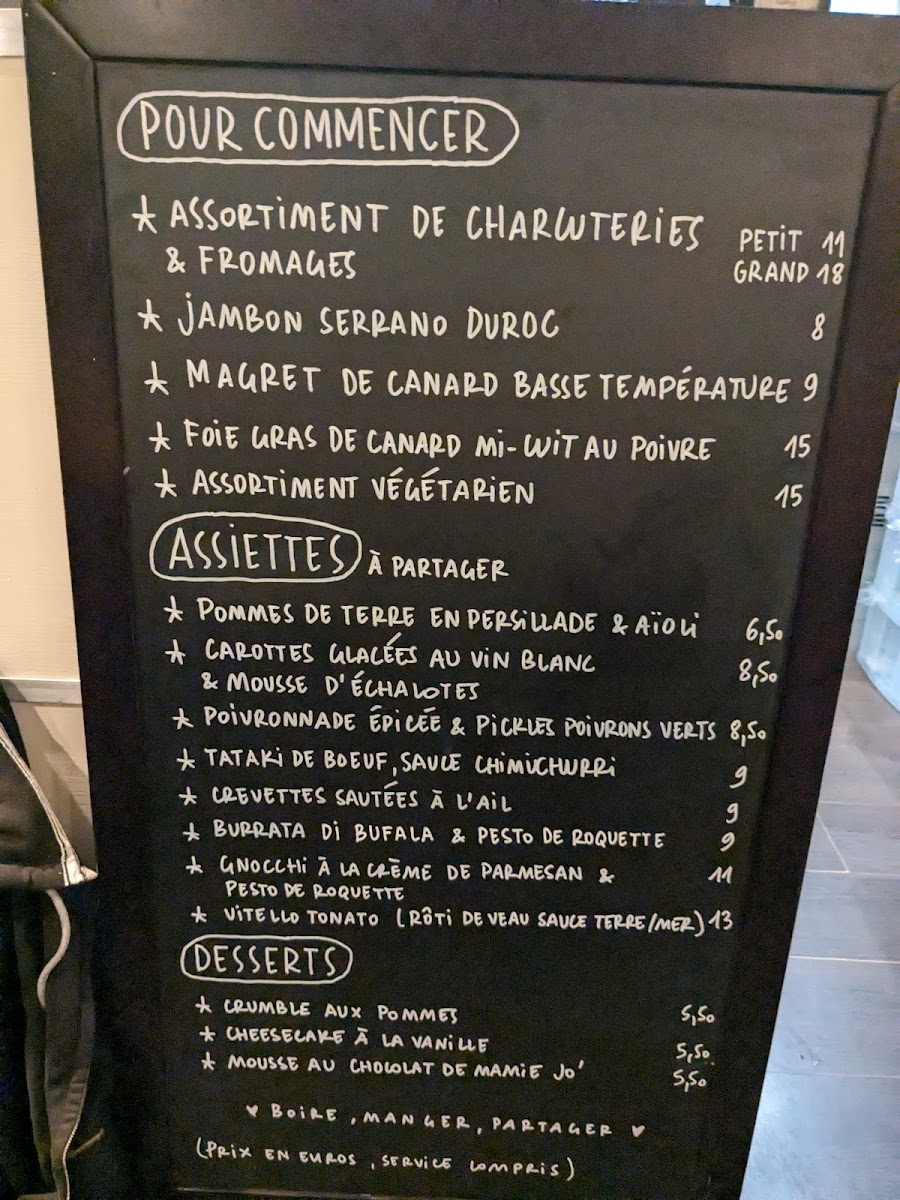 POUR COMMENCER
★ ASSORTIMENT DE CHARCUTERIES PETIT 11
& FROMAGES GRAND 18
★ JAMBON SERRANO DUROC 8
★ MAGRET DE CANARD BASSE TEMPÉRATURE 9
★ FOIE GRAS DE CANARD MI-CUIT AU POIVRE 15
★ ASSORTIMENT VÉGÉTARIEN 15
ASSIETTES À PARTAGER
★ POMMES DE TERRE EN PERSILLADE & AÏOLI 6,50
★ CAROTTES GLACÉES AU VIN BLANC 8,50
& MOUSSE D'ÉCHALOTES
★ POIVRONNADE ÉPICÉE & PICKLES POIVRONS VERTS 8,50
★ TATAKI DE BOEUF, SAUCE CHIMICHURRI 9
★ CREVETTES SAUTÉES À L'AIL 9
★ BURRATA DI BUFALA & PESTO DE ROQUETTE 9
★ GNOCCHI À LA CRÈME DE PARMESAN & 11
PESTO DE ROQUETTE
★ VITELLO TONATO (RÔTI DE VEAU SAUCE TERRE/MER) 13
DESSERTS
★ CRUMBLE AUX POMMES 5,50
★ CHEESECAKE À LA VANILLE 5,50
★ MOUSSE AU CHOCOLAT DE MAMIE JO' 5,50
♥ BOIRE, MANGER, PARTAGER ♥
(PRIX EN EUROS, SERVICE COMPRIS)